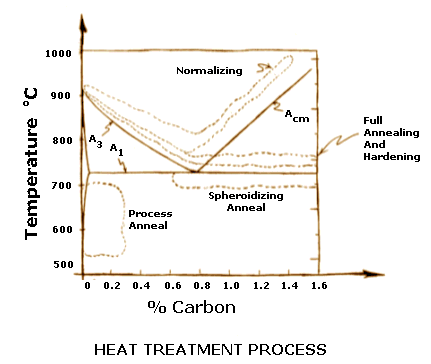 Temperature °C
1000
900
800
700
600
500
Normalizing
Acm
A3
A1
Full
Annealing
And
Hardening
Spheroidizing
Anneal
Process
Anneal
0 0.2 0.4 0.6 0.8 1.0 1.2 1.4 1.6
% Carbon
HEAT TREATMENT PROCESS